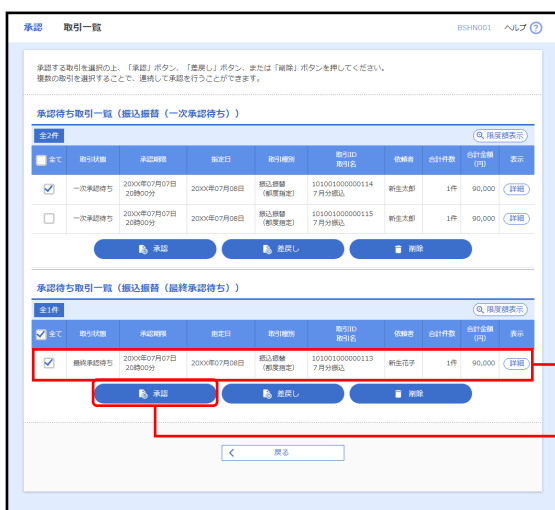 承認 取引一覧 BSHN001 ヘルプ ?
承認する取引を選択の上、「承認」ボタン、「差戻し」ボタン、または「削除」ボタンを押してください。
複数の取引を選択することで、連続して承認を行うことができます。
承認待ち取引一覧（振込振替（一次承認待ち））
全2件 限度額表示
全て 取引状態 承認期限 指定日 取引種別 取引ID 依頼者 合計件数 合計金額 表示
取引名 (円)
一次承認待ち 20XX年07月07日 20XX年07月08日 振込振替 101001000000114 新生太郎 1件 90,000 詳細
20時00分 (都度指定) 7月分振込
一次承認待ち 20XX年07月07日 20XX年07月08日 振込振替 101001000000115 新生太郎 1件 90,000 詳細
20時00分 (都度指定) 7月分振込
承認 差戻し 削除
承認待ち取引一覧（振込振替（最終承認待ち））
全1件 限度額表示
全て 取引状態 承認期限 指定日 取引種別 取引ID 依頼者 合計件数 合計金額 表示
取引名 (円)
最終承認待ち 20XX年07月07日 20XX年07月08日 振込振替 101001000000113 新生花子 1件 90,000 詳細
20時00分 (都度指定) 7月分振込
承認 差戻し 削除
戻る